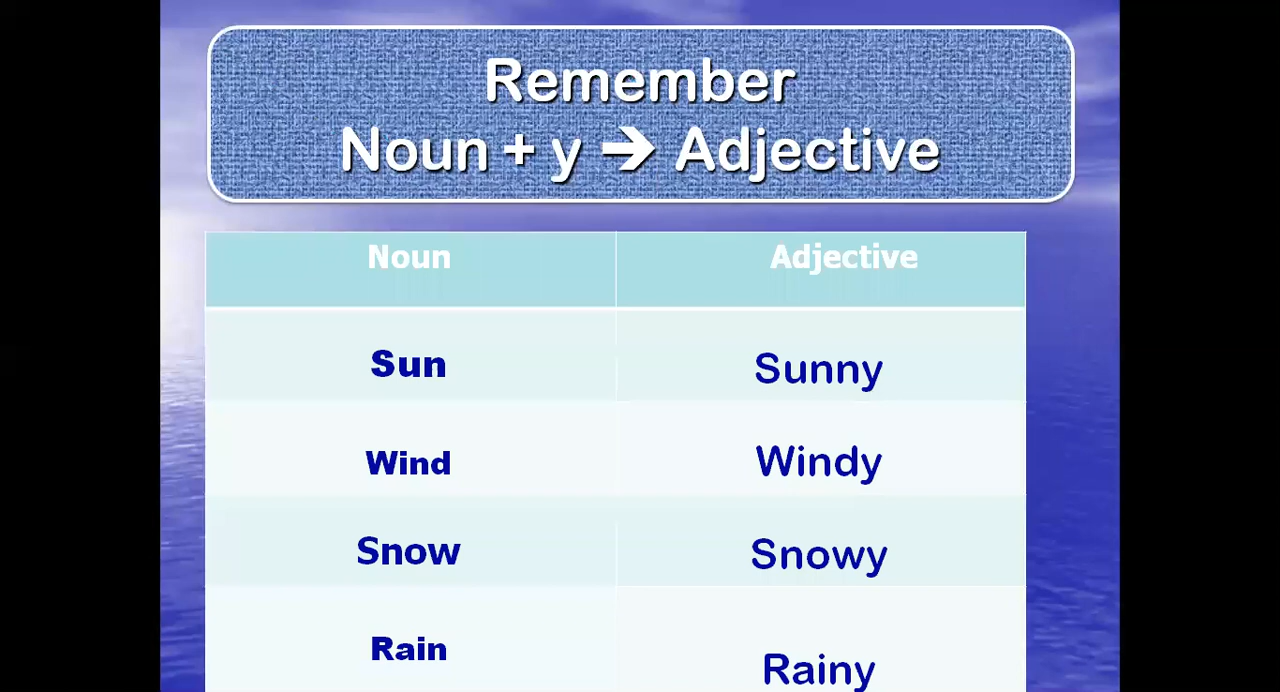 Remember
Noun + y ➔ Adjective
Noun Adjective
Sun Sunny
Wind Windy
Snow Snowy
Rain Rainy